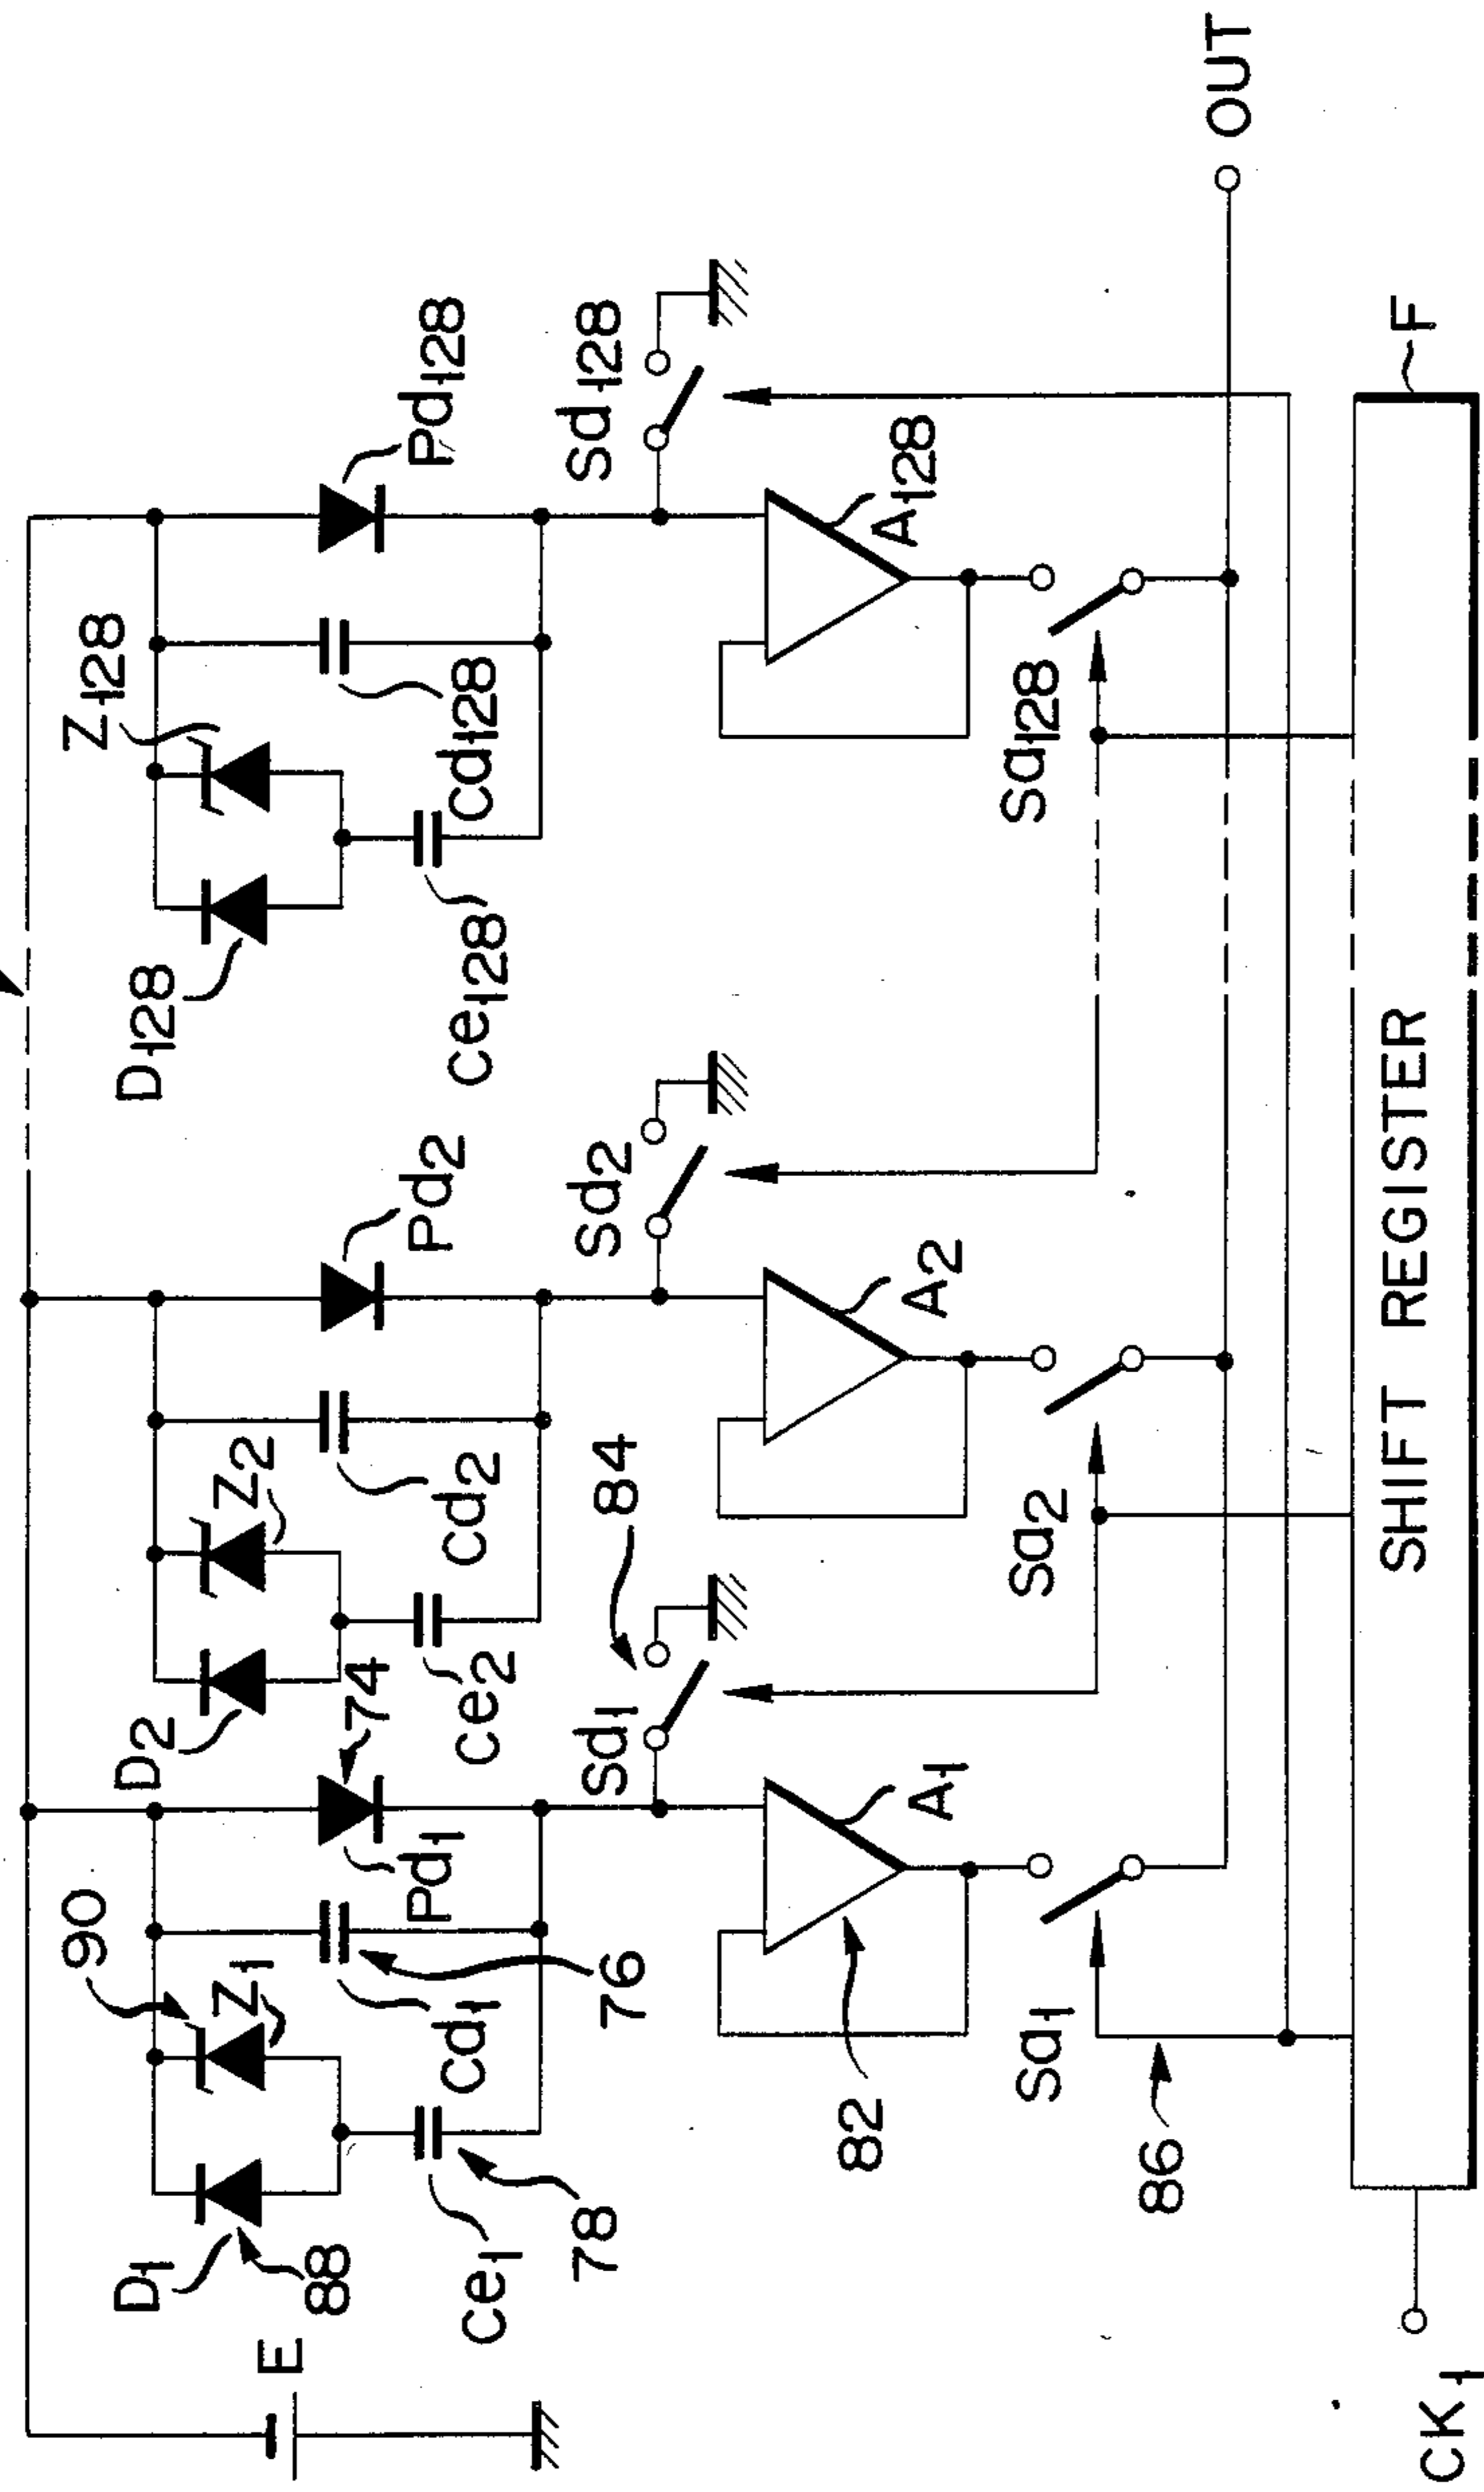 E
D1
88
90
Z1
Ce1
78
Cd1
76
Pd1
74
D2
Z2
Ce2
Cd2
Pd2
D128
Z128
Ce128
Cd128
Pd128
Sd1
84
Sd2
Sd128
82
A1
A2
A128
86
Sa1
Sa2
Sa128
OUT
CK1
SHIFT REGISTER
F